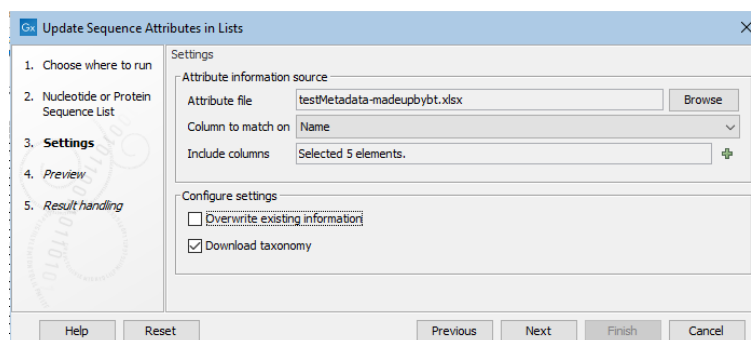 Gx Update Sequence Attributes in Lists
1. Choose where to run
2. Nucleotide or Protein
Sequence List
3. Settings
4. Preview
5. Result handling
Settings
Attribute information source
Attribute file testMetadata-madeupbybt.xlsx Browse
Column to match on Name
Include columns Selected 5 elements.
Configure settings
Overwrite existing information
Download taxonomy
Help Reset Previous Next Finish Cancel